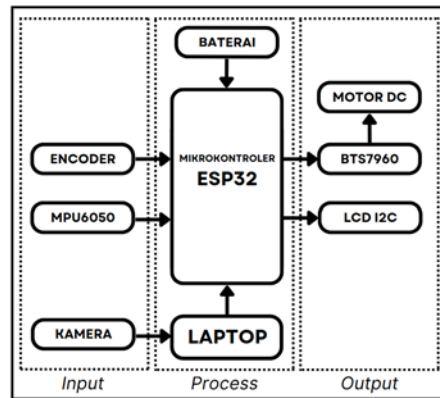 BATERAI
MOTOR DC
ENCODER
MIKROKONTROLER
ESP32
BTS7960
MPU6050
LCD I2C
KAMERA
LAPTOP
Input
Process
Output